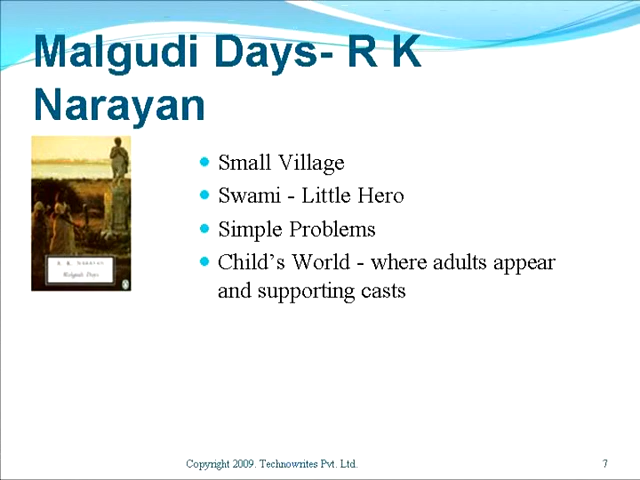 Malgudi Days- R K
Narayan
Small Village
Swami - Little Hero
Simple Problems
Child's World - where adults appear
and supporting casts
R. K. NARAYAN
Malgudi Days
Copyright 2009. Technowrites Pvt. Ltd.
7